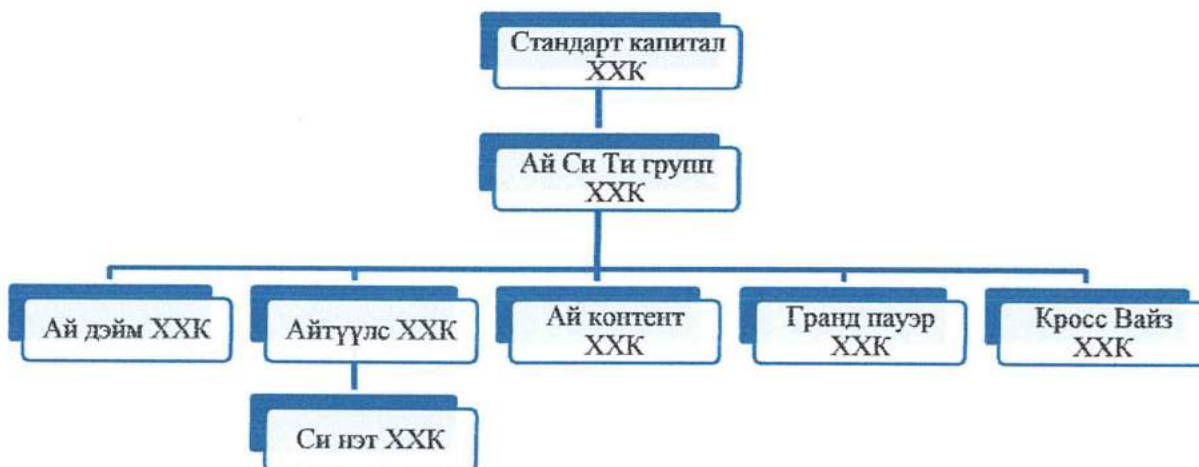 Стандарт капитал
ХХК
Ай Си Ти групп
ХХК
Ай дэйм ХХК
Айтүүлс ХХК
Ай контент
ХХК
Гранд пауэр
ХХК
Кросс Вайз
ХХК
Си нэт ХХК